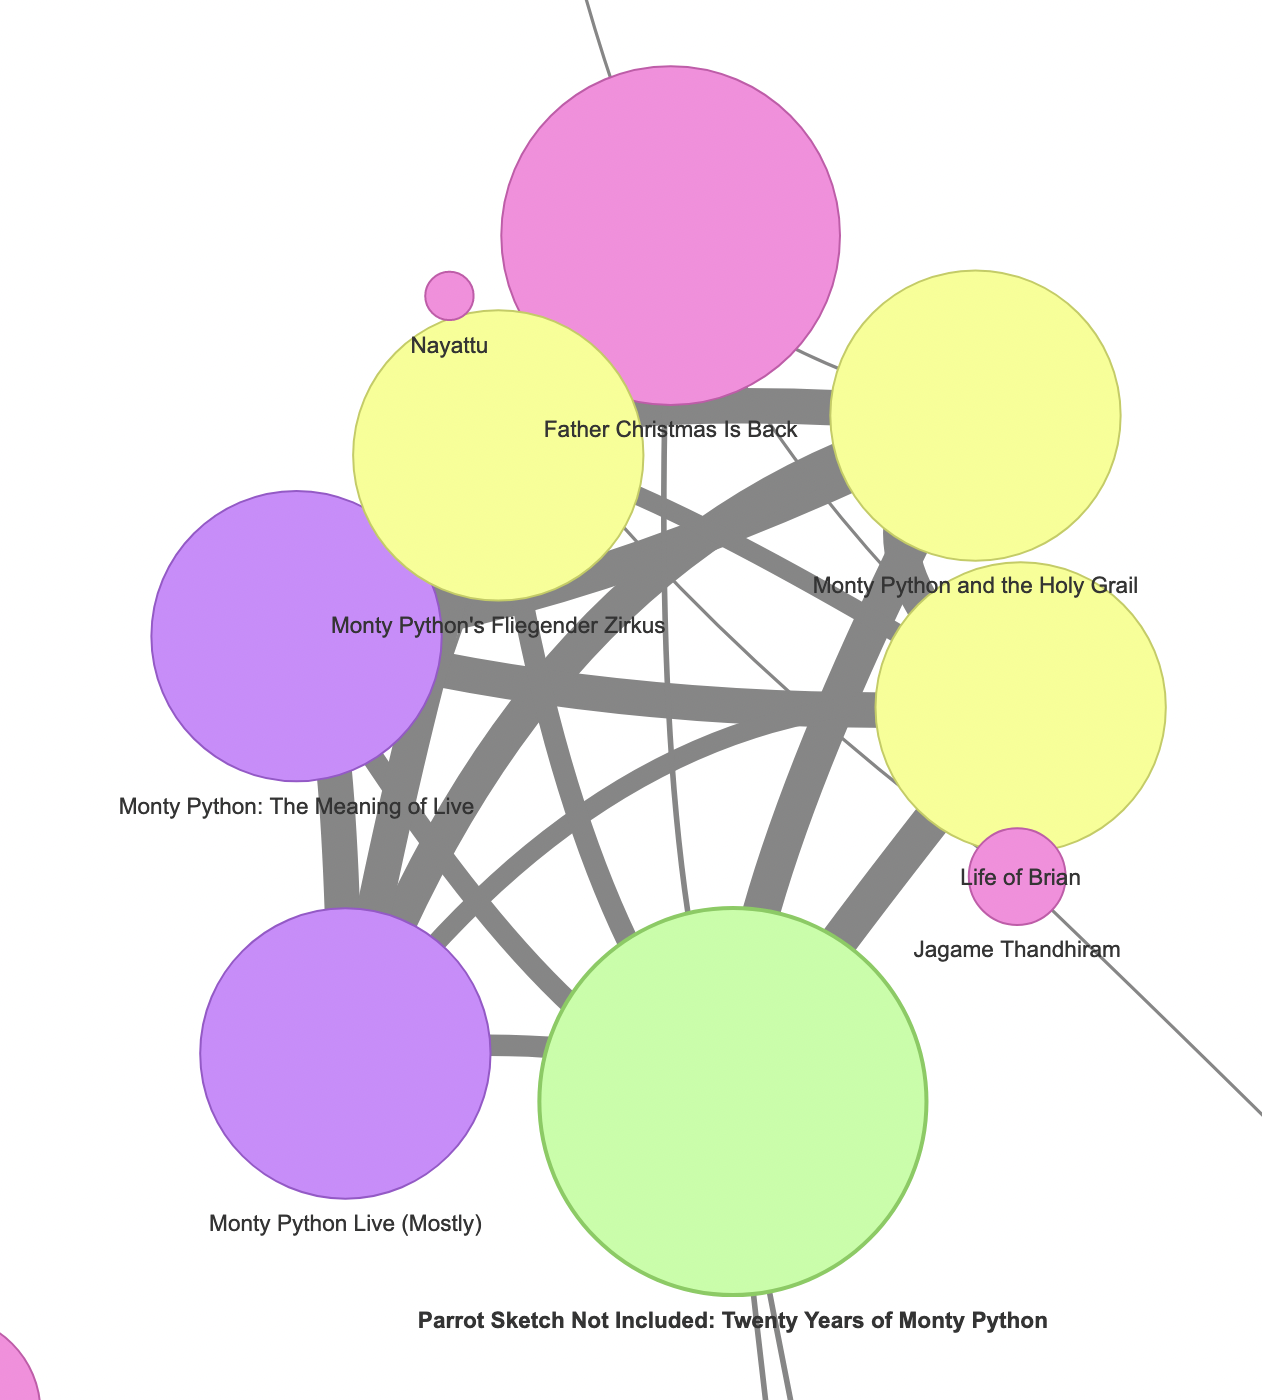 Nayattu
Father Christmas Is Back
Monty Python and the Holy Grail
Monty Python's Fliegender Zirkus
Monty Python: The Meaning of Live
Life of Brian
Jagame Thandhiram
Monty Python Live (Mostly)
Parrot Sketch Not Included: Twenty Years of Monty Python